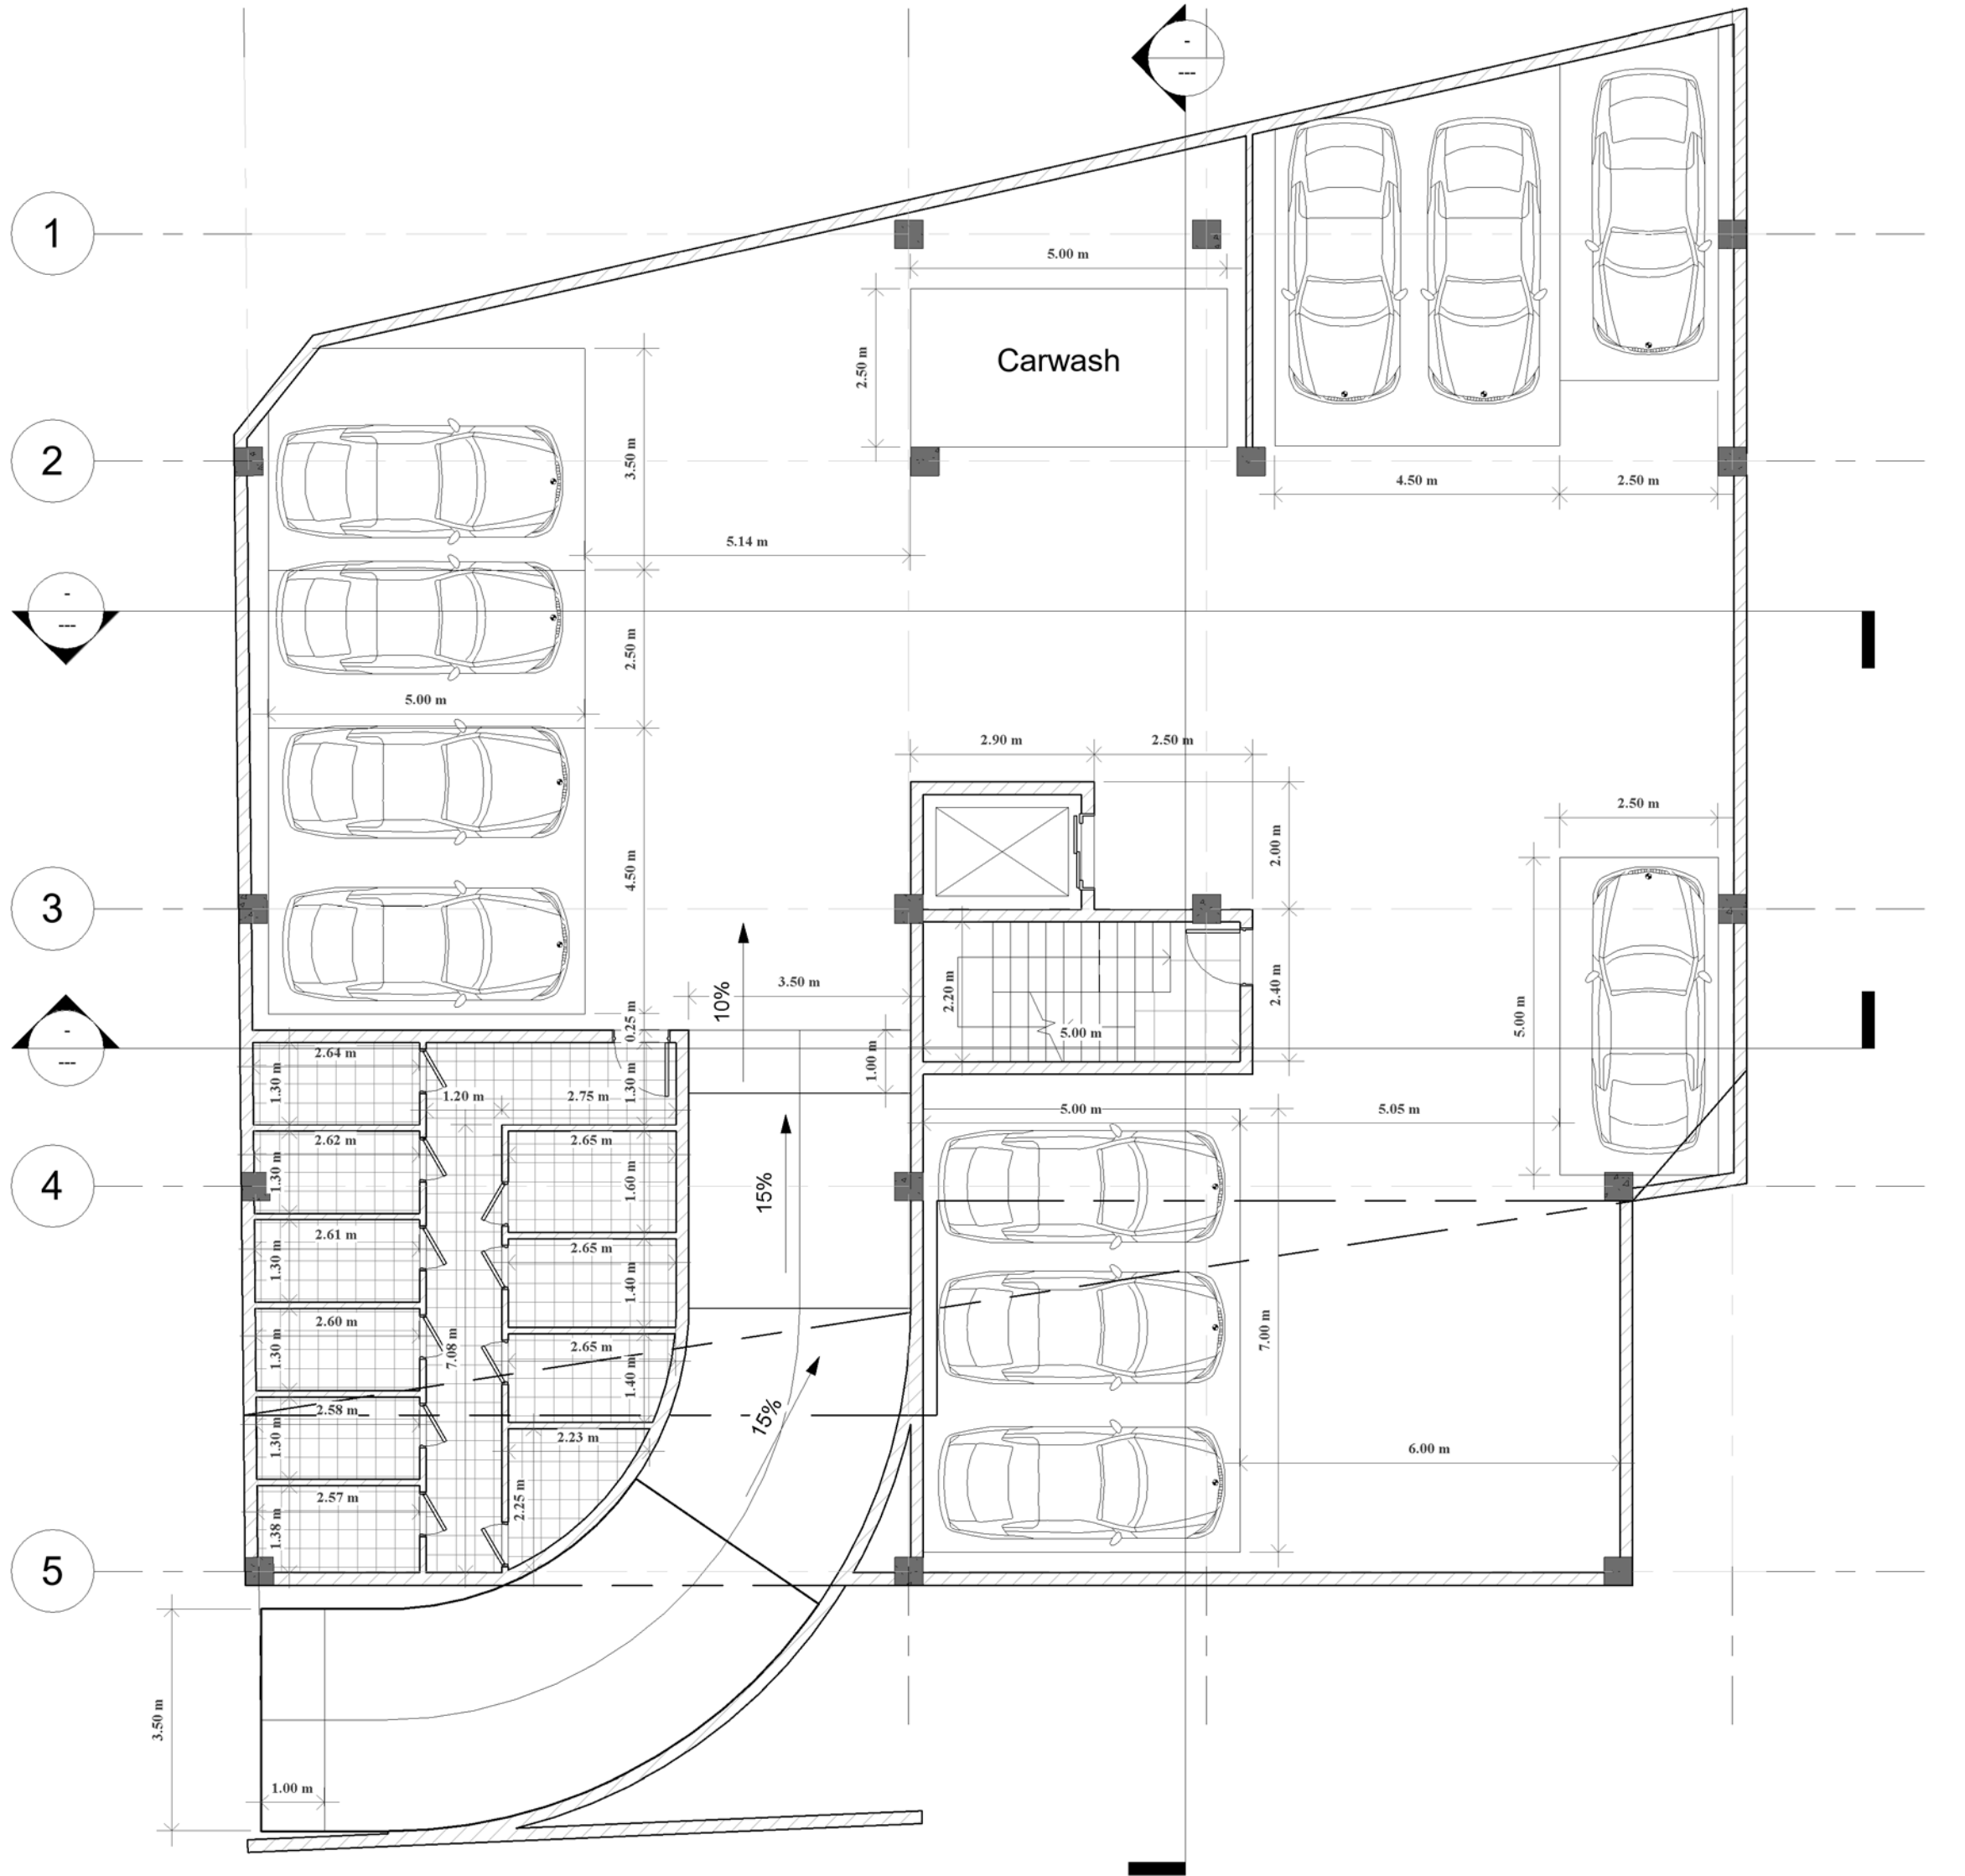 -
---
1
5.00 m
2.50 m
Carwash
3.50 m
2
4.50 m
2.50 m
5.14 m
-
---
2.50 m
5.00 m
2.90 m
2.50 m
2.50 m
2.00 m
4.50 m
3
10%
3.50 m
2.20 m
2.40 m
5.00 m
0.25 m
5.00 m
-
---
1.00 m
2.64 m
1.30 m
1.20 m
2.75 m
1.30 m
5.00 m
5.05 m
2.62 m
1.30 m
2.65 m
1.60 m
4
15%
2.61 m
1.30 m
2.65 m
1.40 m
2.60 m
1.30 m
7.08 m
2.65 m
1.40 m
7.00 m
2.58 m
1.30 m
2.23 m
15%
6.00 m
2.57 m
1.38 m
2.25 m
5
3.50 m
1.00 m